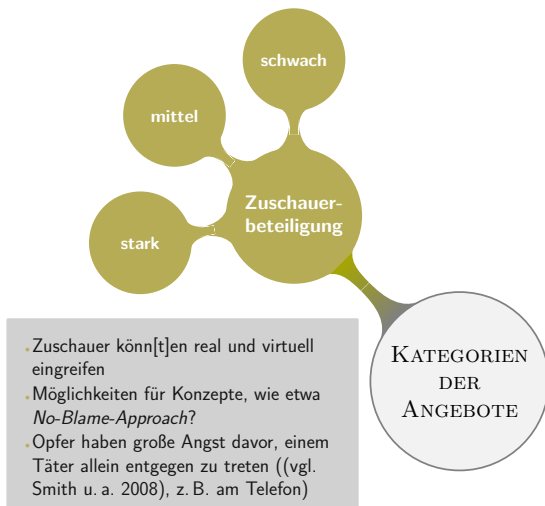 schwach
mittel
Zuschauer-
beteiligung
stark
KATEGORIEN
DER
ANGEBOTE
Zuschauer könn[t]en real und virtuell
eingreifen
Möglichkeiten für Konzepte, wie etwa
No-Blame-Approach?
Opfer haben große Angst davor, einem
Täter allein entgegen zu treten ((vgl.
Smith u. a. 2008), z. B. am Telefon)